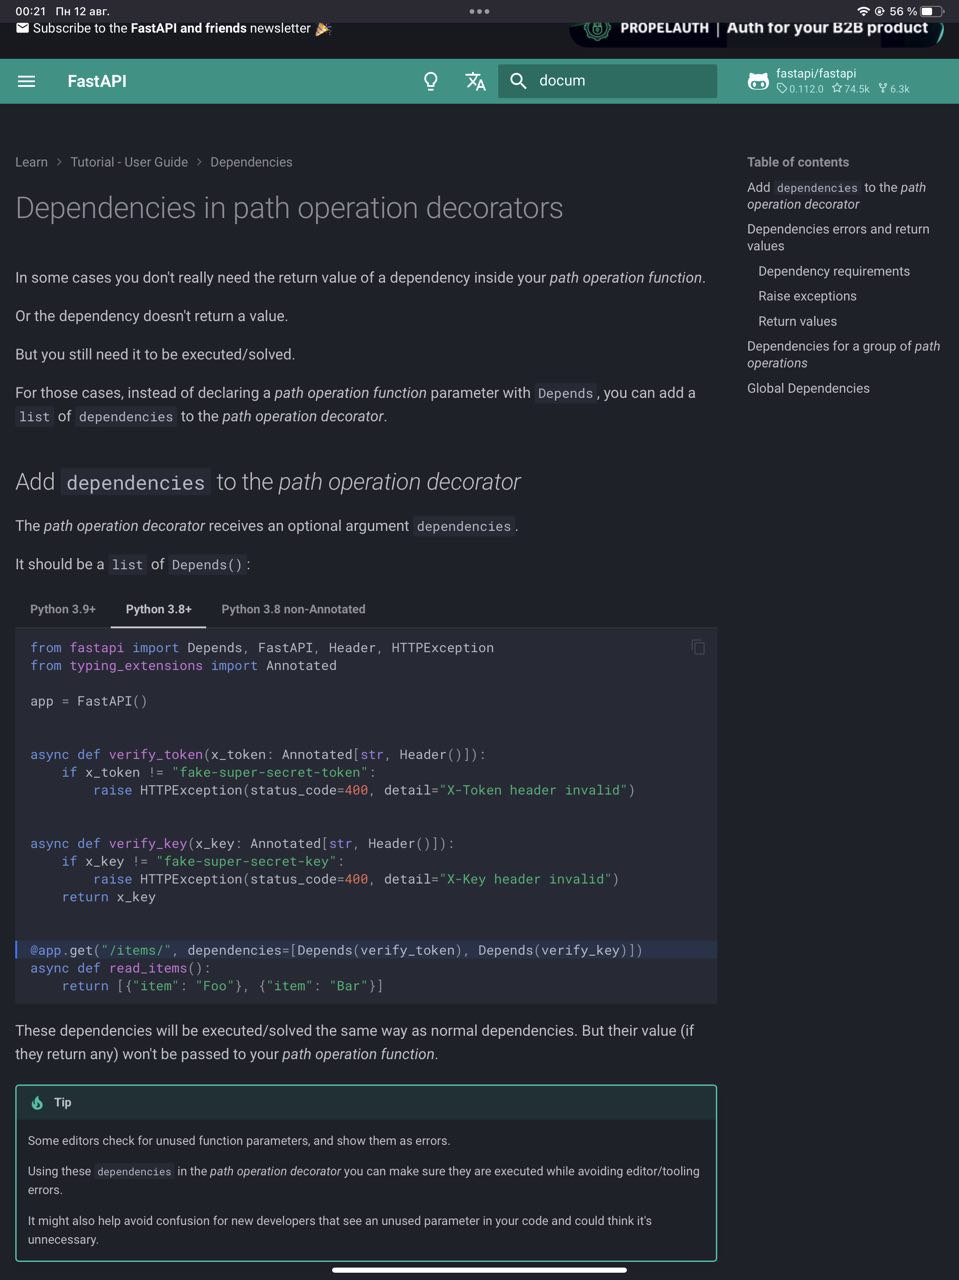 00:21 Пн 12 авг.
56 %
Subscribe to the FastAPI and friends newsletter 🎉
PROPELAUTH | Auth for your B2B product
FastAPI
docum
fastapi/fastapi
0.112.0 74.5k 6.3k
Learn > Tutorial - User Guide > Dependencies
Dependencies in path operation decorators
In some cases you don't really need the return value of a dependency inside your path operation function.
Or the dependency doesn't return a value.
But you still need it to be executed/solved.
For those cases, instead of declaring a path operation function parameter with Depends, you can add a
list of dependencies to the path operation decorator.
Add dependencies to the path operation decorator
The path operation decorator receives an optional argument dependencies.
It should be a list of Depends():
Python 3.9+ Python 3.8+ Python 3.8 non-Annotated
from fastapi import Depends, FastAPI, Header, HTTPException
from typing_extensions import Annotated
app = FastAPI()
async def verify_token(x_token: Annotated[str, Header()]):
    if x_token != "fake-super-secret-token":
        raise HTTPException(status_code=400, detail="X-Token header invalid")
async def verify_key(x_key: Annotated[str, Header()]):
    if x_key != "fake-super-secret-key":
        raise HTTPException(status_code=400, detail="X-Key header invalid")
    return x_key
@app.get("/items/", dependencies=[Depends(verify_token), Depends(verify_key)])
async def read_items():
    return [{"item": "Foo"}, {"item": "Bar"}]
These dependencies will be executed/solved the same way as normal dependencies. But their value (if
they return any) won't be passed to your path operation function.
Tip
Some editors check for unused function parameters, and show them as errors.
Using these dependencies in the path operation decorator you can make sure they are executed while avoiding editor/tooling
errors.
It might also help avoid confusion for new developers that see an unused parameter in your code and could think it's
unnecessary.
Table of contents
Add dependencies to the path
operation decorator
Dependencies errors and return
values
Dependency requirements
Raise exceptions
Return values
Dependencies for a group of path
operations
Global Dependencies